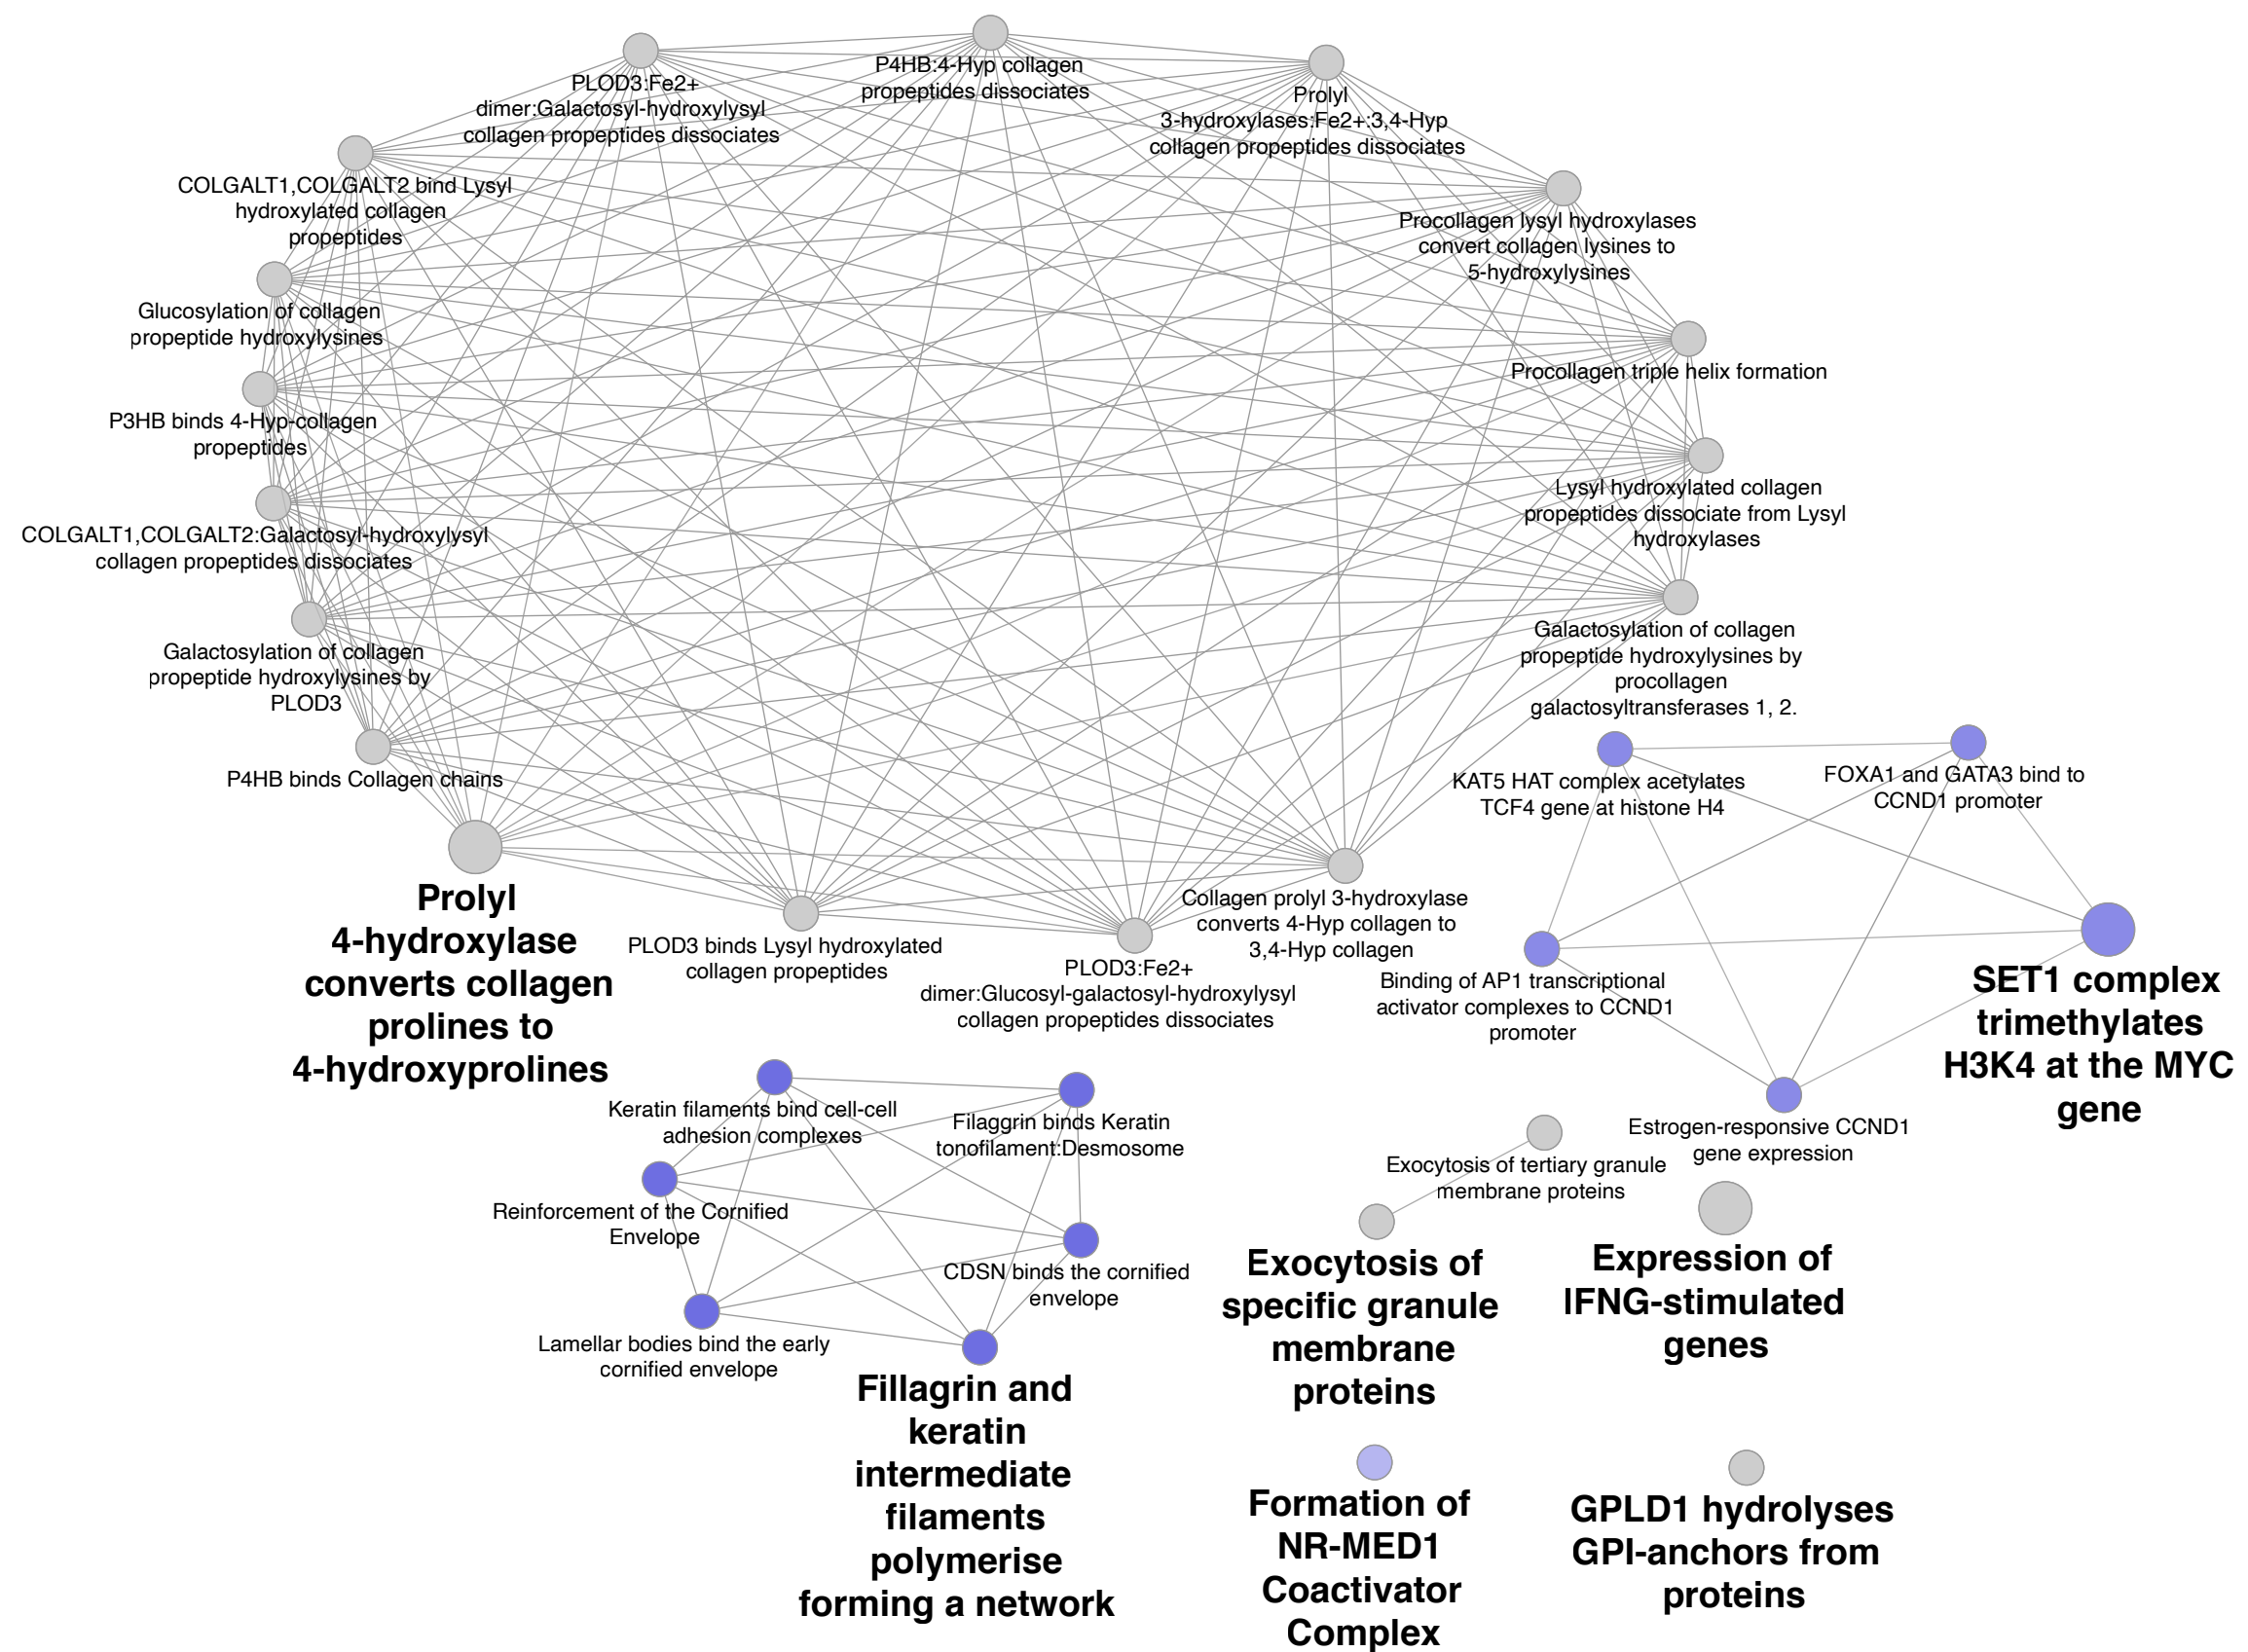 PLOD3:Fe2+
dimer:Galactosyl-hydroxylysyl
collagen propeptides dissociates
P4HB:4-Hyp collagen
propeptides dissociates
Prolyl
3-hydroxylases:Fe2+:3,4-Hyp
collagen propeptides dissociates
COLGALT1,COLGALT2 bind Lysyl
hydroxylated collagen
propeptides
Procollagen lysyl hydroxylases
convert collagen lysines to
5-hydroxylysines
Glucosylation of collagen
propeptide hydroxylysines
Procollagen triple helix formation
P3HB binds 4-Hyp-collagen
propeptides
Lysyl hydroxylated collagen
propeptides dissociate from Lysyl
hydroxylases
COLGALT1,COLGALT2:Galactosyl-hydroxylysyl
collagen propeptides dissociates
Galactosylation of collagen
propeptide hydroxylysines by
procollagen
galactosyltransferases 1, 2.
Galactosylation of collagen
propeptide hydroxylysines by
PLOD3
P4HB binds Collagen chains
KAT5 HAT complex acetylates
TCF4 gene at histone H4
FOXA1 and GATA3 bind to
CCND1 promoter
Prolyl
4-hydroxylase
converts collagen
prolines to
4-hydroxyprolines
PLOD3 binds Lysyl hydroxylated
collagen propeptides
PLOD3:Fe2+
dimer:Glucosyl-galactosyl-hydroxylysyl
collagen propeptides dissociates
Collagen prolyl 3-hydroxylase
converts 4-Hyp collagen to
3,4-Hyp collagen
Binding of AP1 transcriptional
activator complexes to CCND1
promoter
SET1 complex
trimethylates
H3K4 at the MYC
gene
Keratin filaments bind cell-cell
adhesion complexes
Filaggrin binds Keratin
tonofilament:Desmosome
Estrogen-responsive CCND1
gene expression
Exocytosis of tertiary granule
membrane proteins
Reinforcement of the Cornified
Envelope
CDSN binds the cornified
envelope
Exocytosis of
specific granule
membrane
proteins
Expression of
IFNG-stimulated
genes
Lamellar bodies bind the early
cornified envelope
Fillagrin and
keratin
intermediate
filaments
polymerise
forming a network
Formation of
NR-MED1
Coactivator
Complex
GPLD1 hydrolyses
GPI-anchors from
proteins